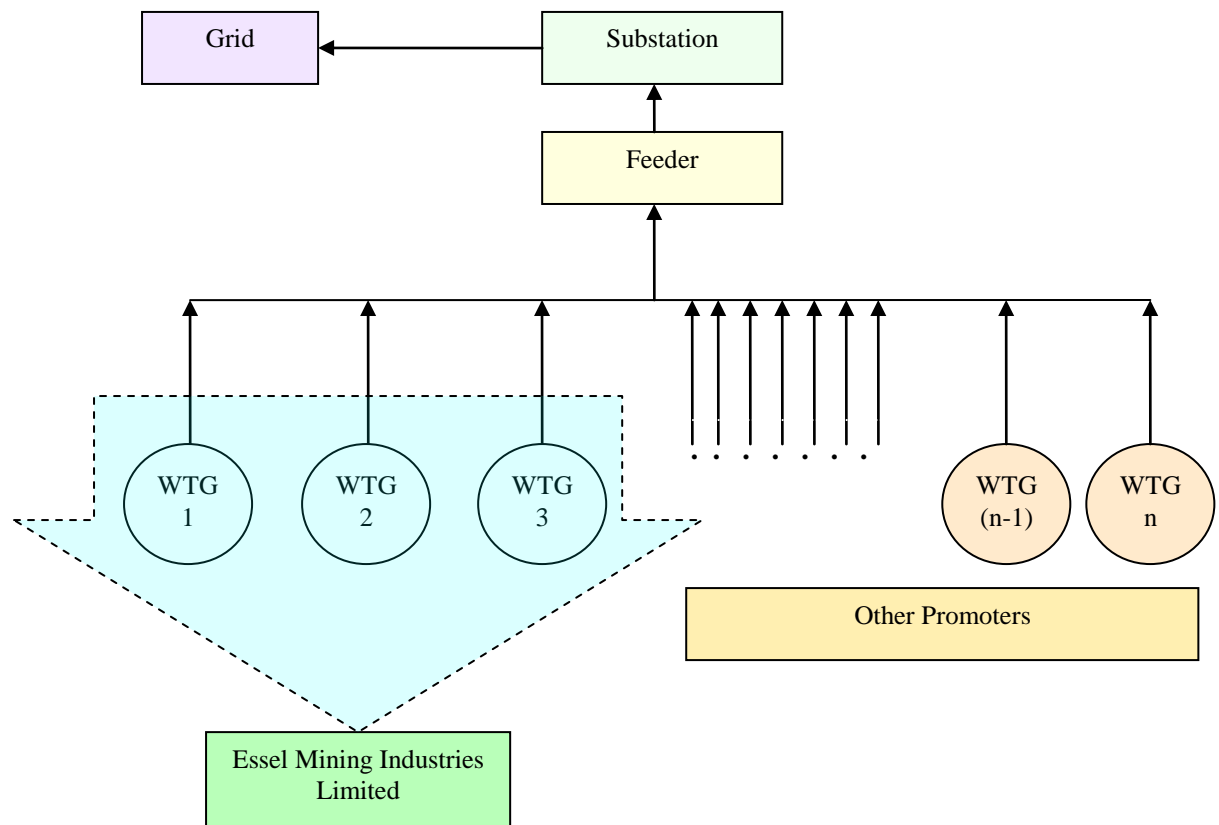 Grid
Substation
Feeder
WTG
1
WTG
2
WTG
3
. . . . . . .
WTG
(n-1)
WTG
n
Other Promoters
Essel Mining Industries
Limited